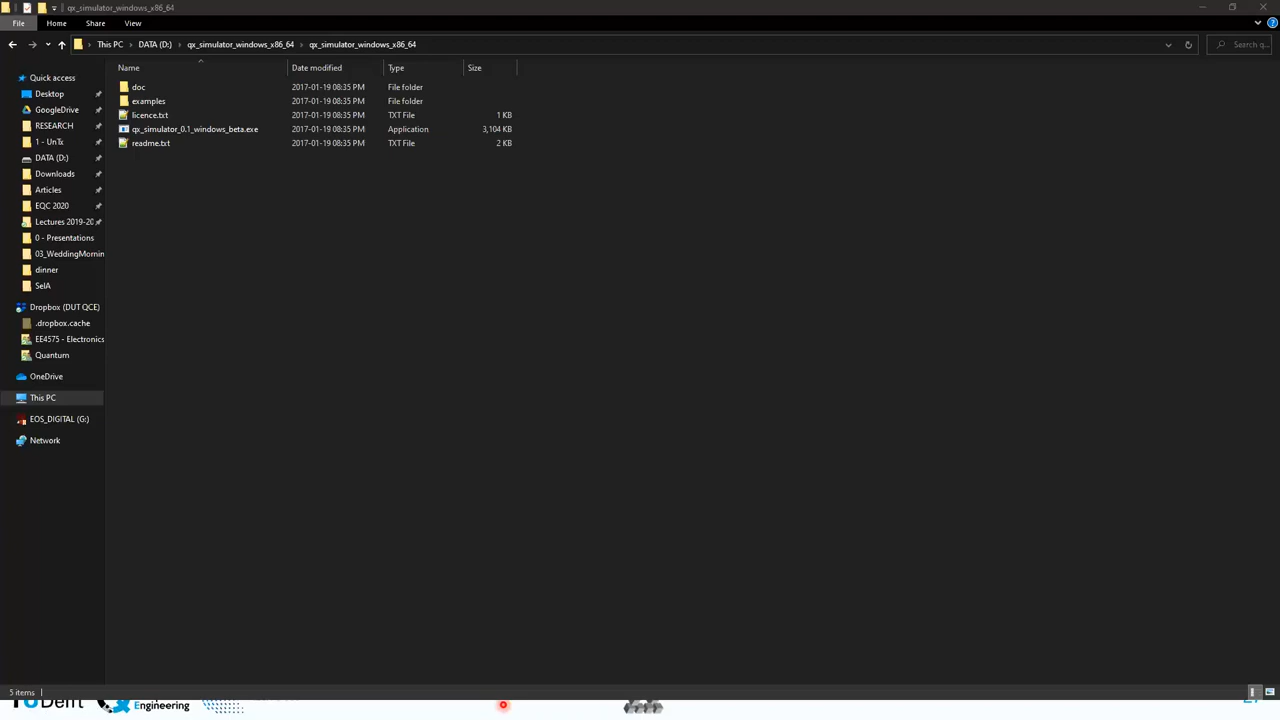 qx_simulator_windows_x86_64
File Home Share View
This PC DATA (D:) qx_simulator_windows_x86_64 qx_simulator_windows_x86_64 Search q...
Name Date modified Type Size
doc 2017-01-19 08:35 PM File folder
examples 2017-01-19 08:35 PM File folder
licence.txt 2017-01-19 08:35 PM TXT File 1 KB
qx_simulator_0.1_windows_beta.exe 2017-01-19 08:35 PM Application 3,104 KB
readme.txt 2017-01-19 08:35 PM TXT File 2 KB
Quick access
Desktop
GoogleDrive
RESEARCH
1 - UnTx
DATA (D:)
Downloads
Articles
EQC 2020
Lectures 2019-20
0 - Presentations
03_WeddingMornin
dinner
SelA
Dropbox (DUT QCE)
.dropbox.cache
EE4575 - Electronics
Quantum
OneDrive
This PC
EOS_DIGITAL (G:)
Network
5 items
Engineering